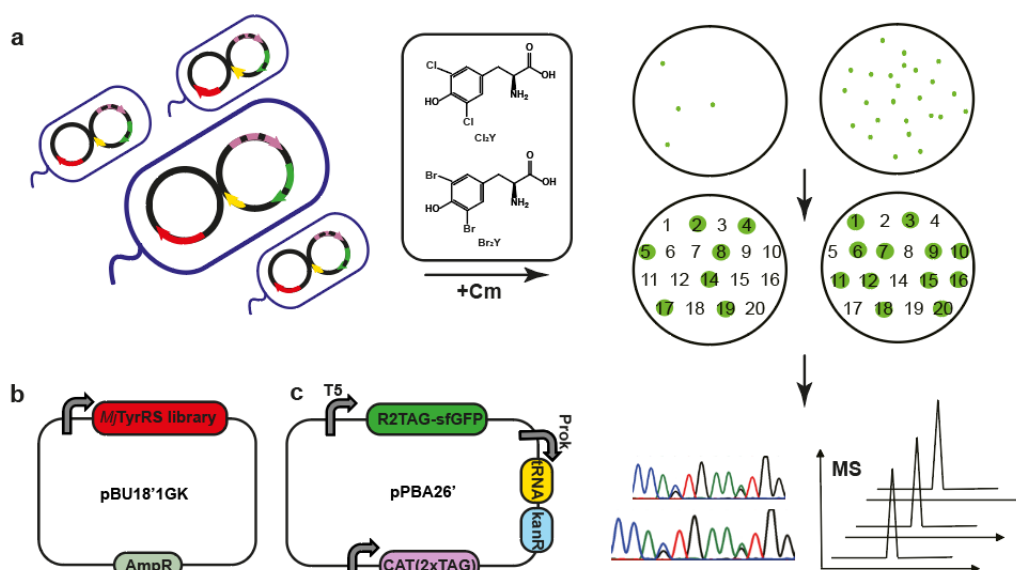 a
Cl
O
OH
NH₂
HO
Cl
Cl₂Y
Br
O
OH
NH₂
HO
Br
Br₂Y
+Cm
1 2 3 4
5 6 7 8 9 10
11 12 14 15 16
17 18 19 20
1 2 3 4
5 6 7 8 9 10
11 12 14 15 16
17 18 19 20
b
MjTyrRS library
pBU18'1GK
AmpR
c
T5
R2TAG-sfGFP
Prok
tRNA
kanR
pPBA26'
CAT(2xTAG)
MS